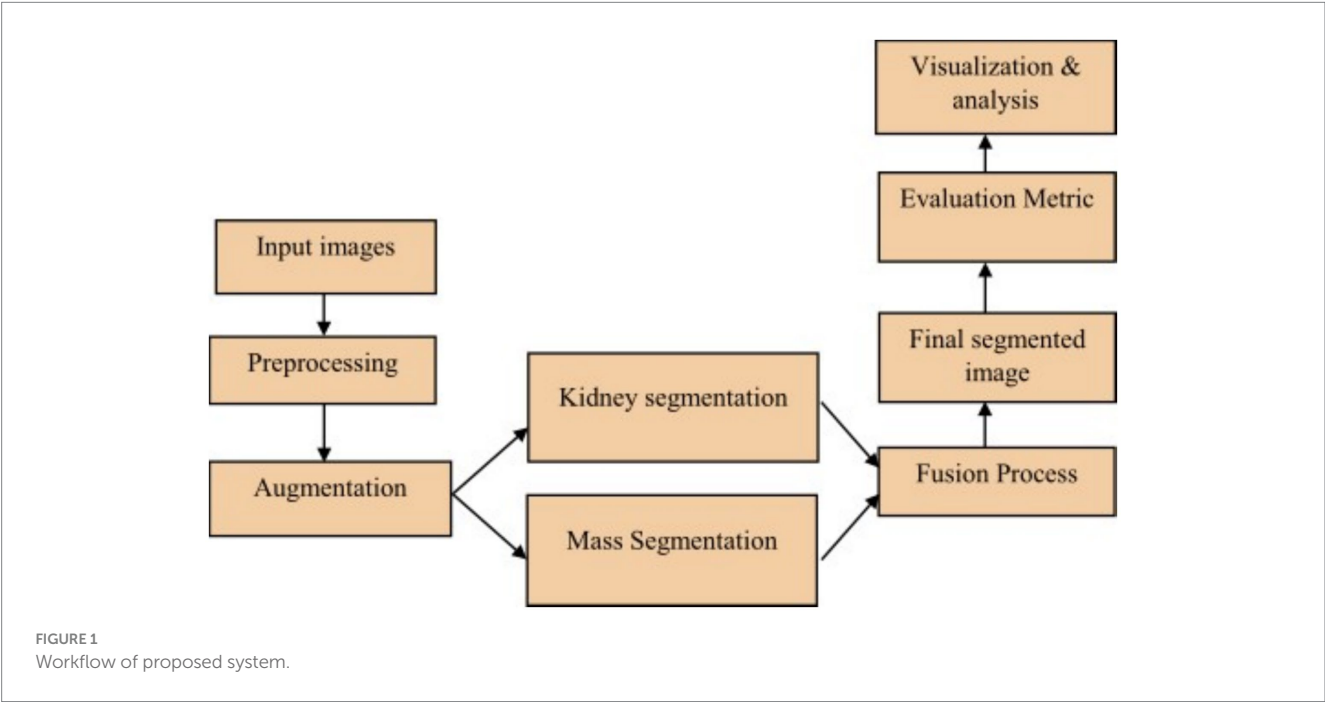 Input images
Preprocessing
Augmentation
Kidney segmentation
Mass Segmentation
Fusion Process
Final segmented
image
Evaluation Metric
Visualization &
analysis
FIGURE 1
Workflow of proposed system.